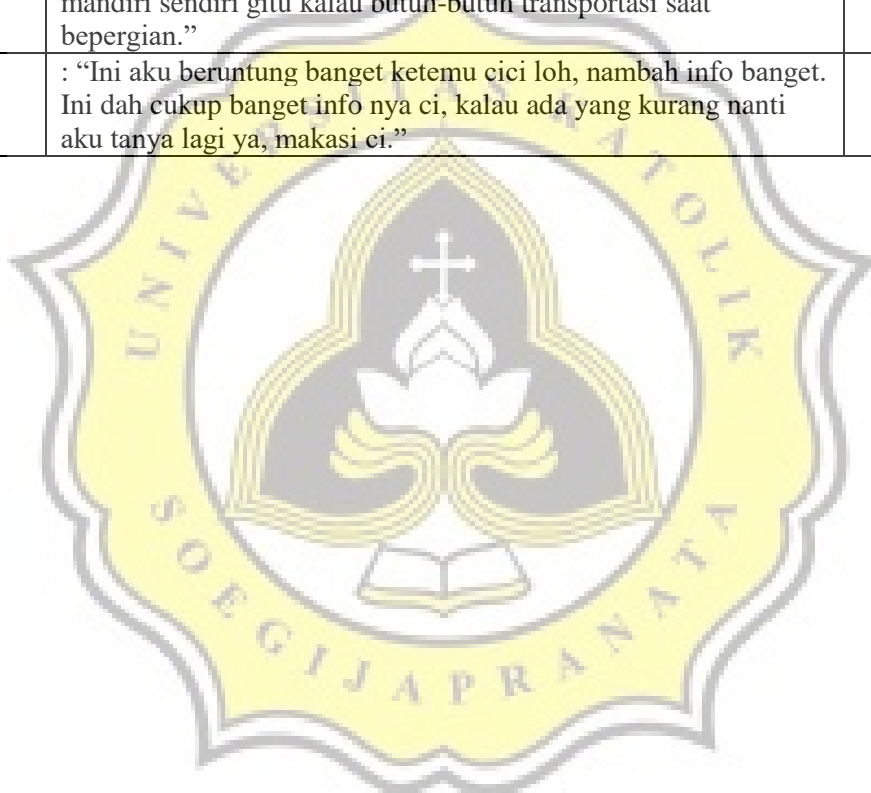 mandiri sendiri gitu kalau butuh-butuh transportasi saat
bepergian.”
: “Ini aku beruntung banget ketemu cici loh, nambah info banget.
Ini dah cukup banget info nya ci, kalau ada yang kurang nanti
aku tanya lagi ya, makasi ci.”
UNIVERSITAS KATOLIK
SOEGIJAPRANATA